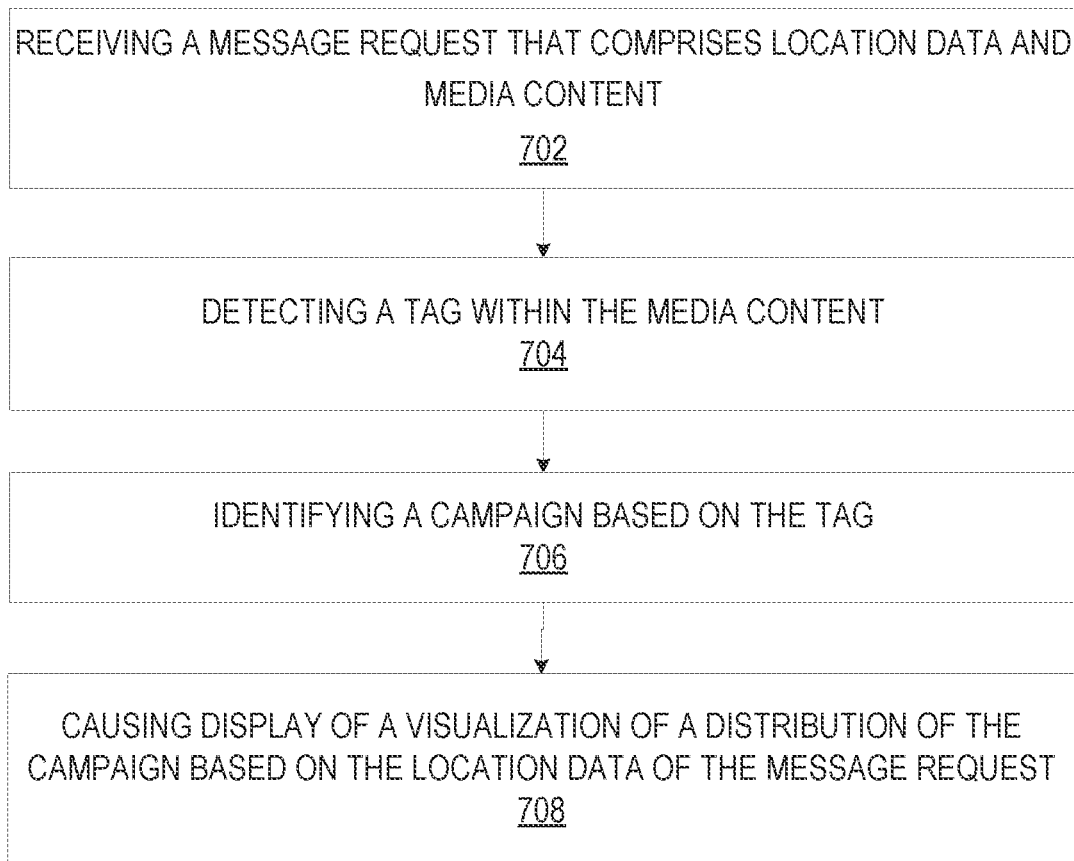 RECEIVING A MESSAGE REQUEST THAT COMPRISES LOCATION DATA AND
MEDIA CONTENT
702
DETECTING A TAG WITHIN THE MEDIA CONTENT
704
IDENTIFYING A CAMPAIGN BASED ON THE TAG
706
CAUSING DISPLAY OF A VISUALIZATION OF A DISTRIBUTION OF THE
CAMPAIGN BASED ON THE LOCATION DATA OF THE MESSAGE REQUEST
708